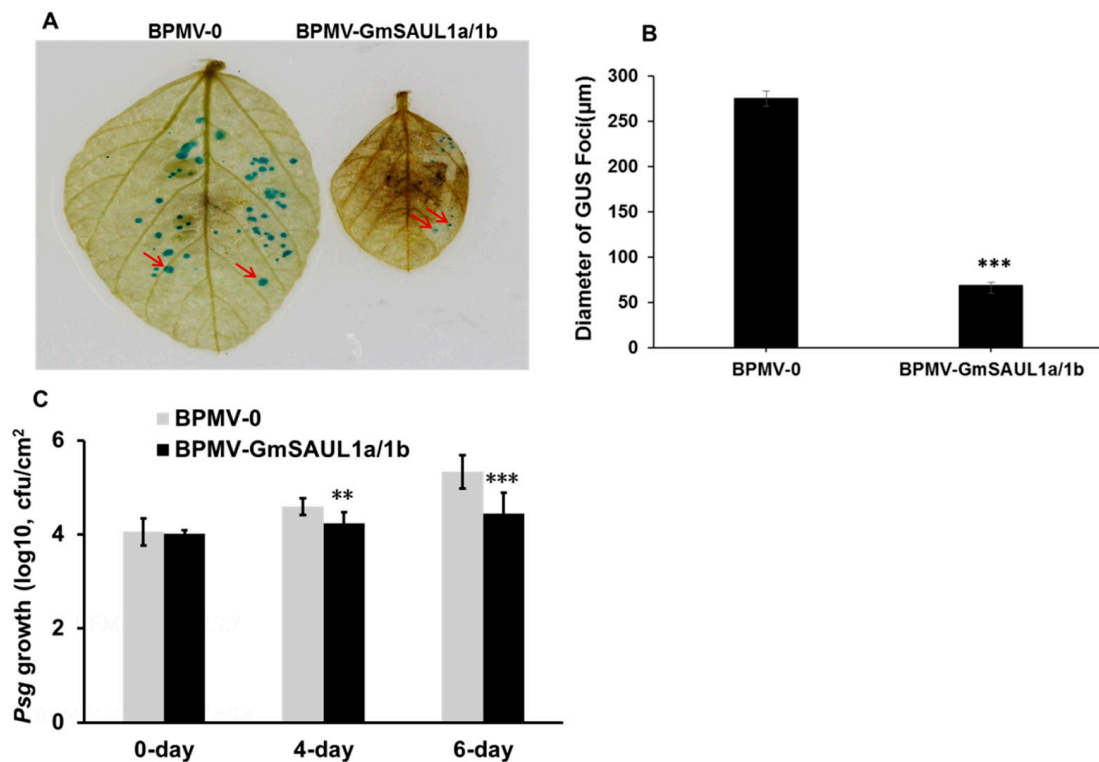 A
BPMV-0 BPMV-GmSAUL1a/1b
B
Diameter of GUS Foci(µm)
300
250
200
150
100
50
0
***
BPMV-0 BPMV-GmSAUL1a/1b
C
BPMV-0
BPMV-GmSAUL1a/1b
Psg growth (log10, cfu/cm²
6
4
2
0
**
***
0-day 4-day 6-day